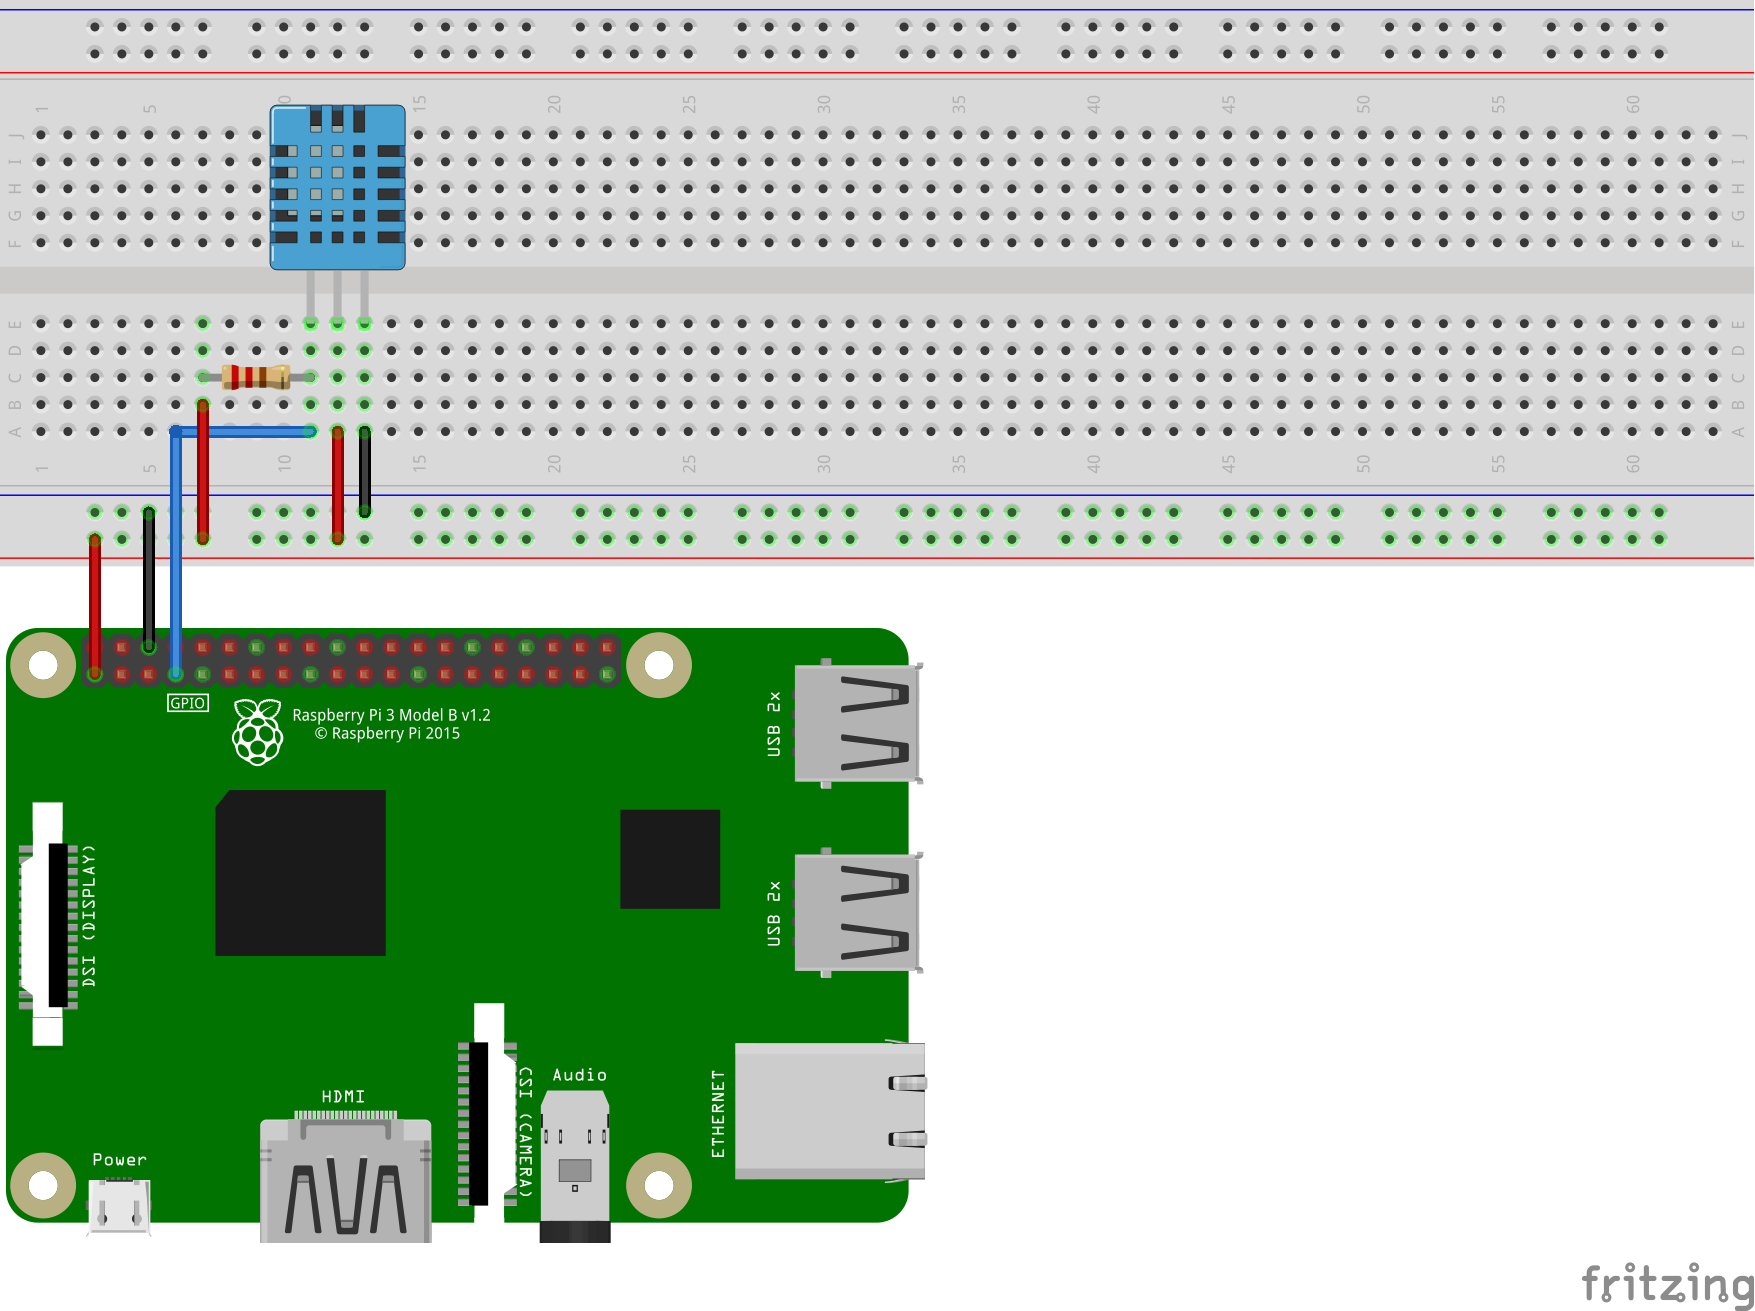 1 5 10 15 20 25 30 35 40 45 50 55 60
J J
I I
H H
G G
F F
E E
D D
C C
B B
A A
1 5 10 15 20 25 30 35 40 45 50 55 60
GPIO
Raspberry Pi 3 Model B v1.2
© Raspberry Pi 2015
USB 2x
DSI (DISPLAY)
USB 2x
CSI (CAMERA)
Audio
ETHERNET
HDMI
Power
fritzing